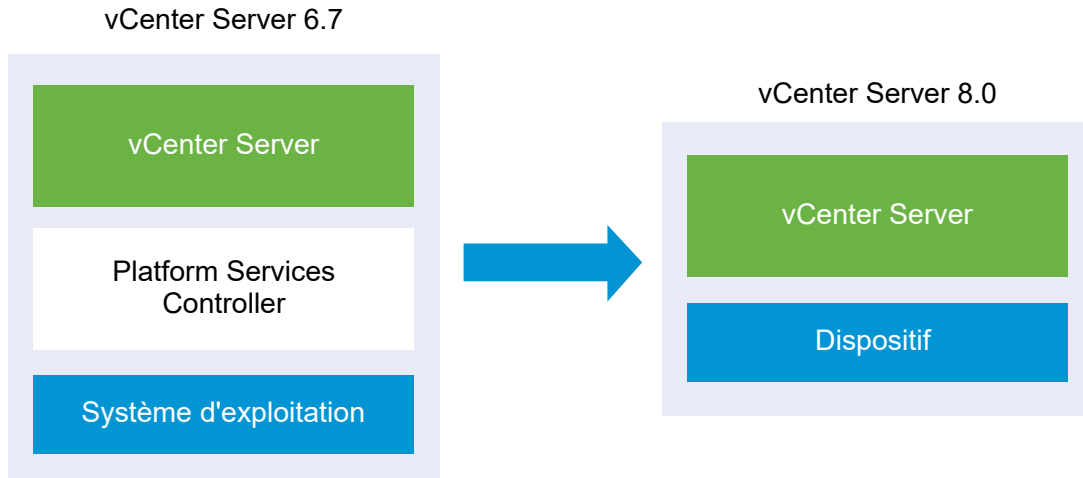 vCenter Server 6.7
vCenter Server
Platform Services
Controller
Système d'exploitation
vCenter Server 8.0
vCenter Server
Dispositif